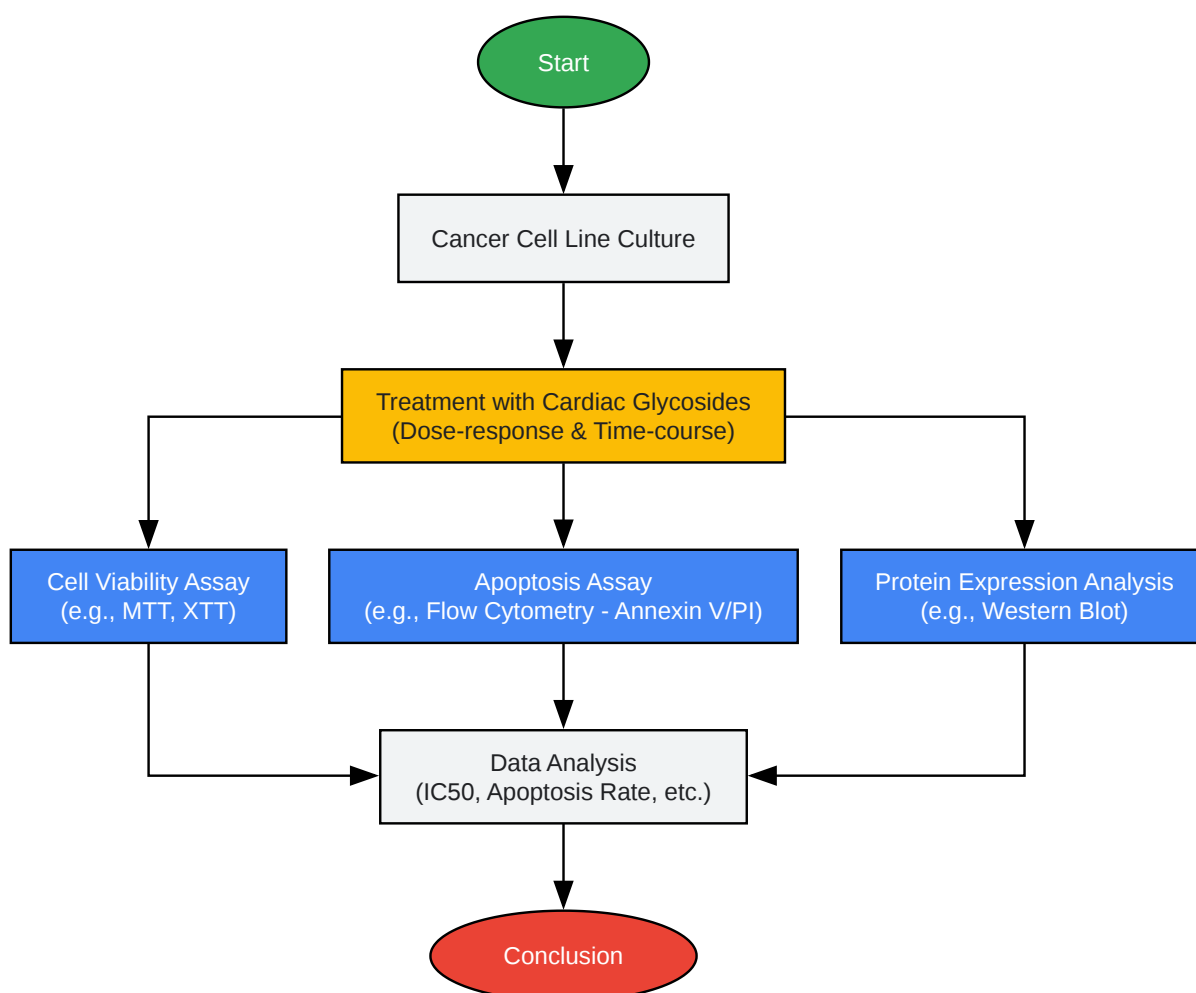 Start
Cancer Cell Line Culture
Treatment with Cardiac Glycosides
(Dose-response & Time-course)
Cell Viability Assay
(e.g., MTT, XTT)
Apoptosis Assay
(e.g., Flow Cytometry - Annexin V/PI)
Protein Expression Analysis
(e.g., Western Blot)
Data Analysis
(IC50, Apoptosis Rate, etc.)
Conclusion